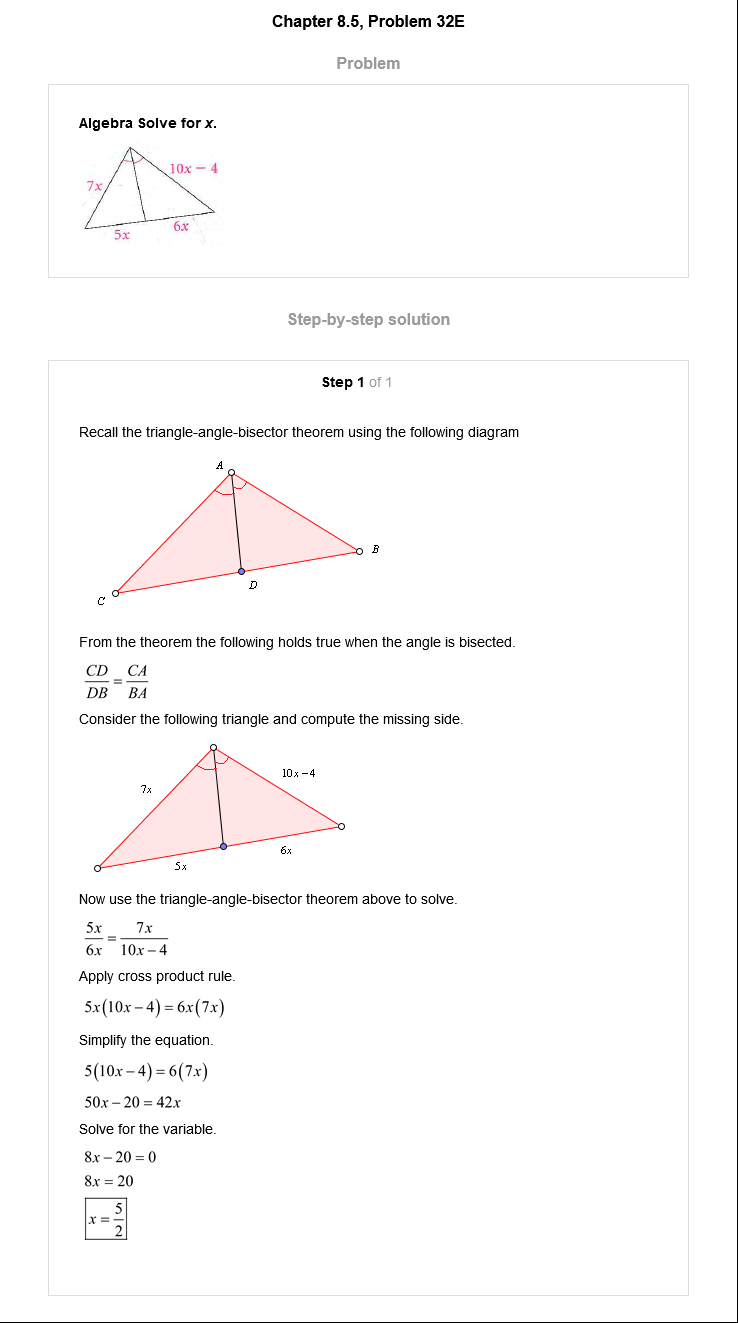 Chapter 8.5, Problem 32E
Problem
Algebra Solve for x.
10x − 4
7x
6x
5x
Step-by-step solution
Step 1 of 1
Recall the triangle-angle-bisector theorem using the following diagram
A
B
D
C
From the theorem the following holds true when the angle is bisected.
CD/DB = CA/BA
Consider the following triangle and compute the missing side.
10x−4
7x
6x
5x
Now use the triangle-angle-bisector theorem above to solve.
5x/6x = 7x/10x−4
Apply cross product rule.
5x(10x−4)=6x(7x)
Simplify the equation.
5(10x−4)=6(7x)
50x−20=42x
Solve for the variable.
8x−20=0
8x=20
x=5/2